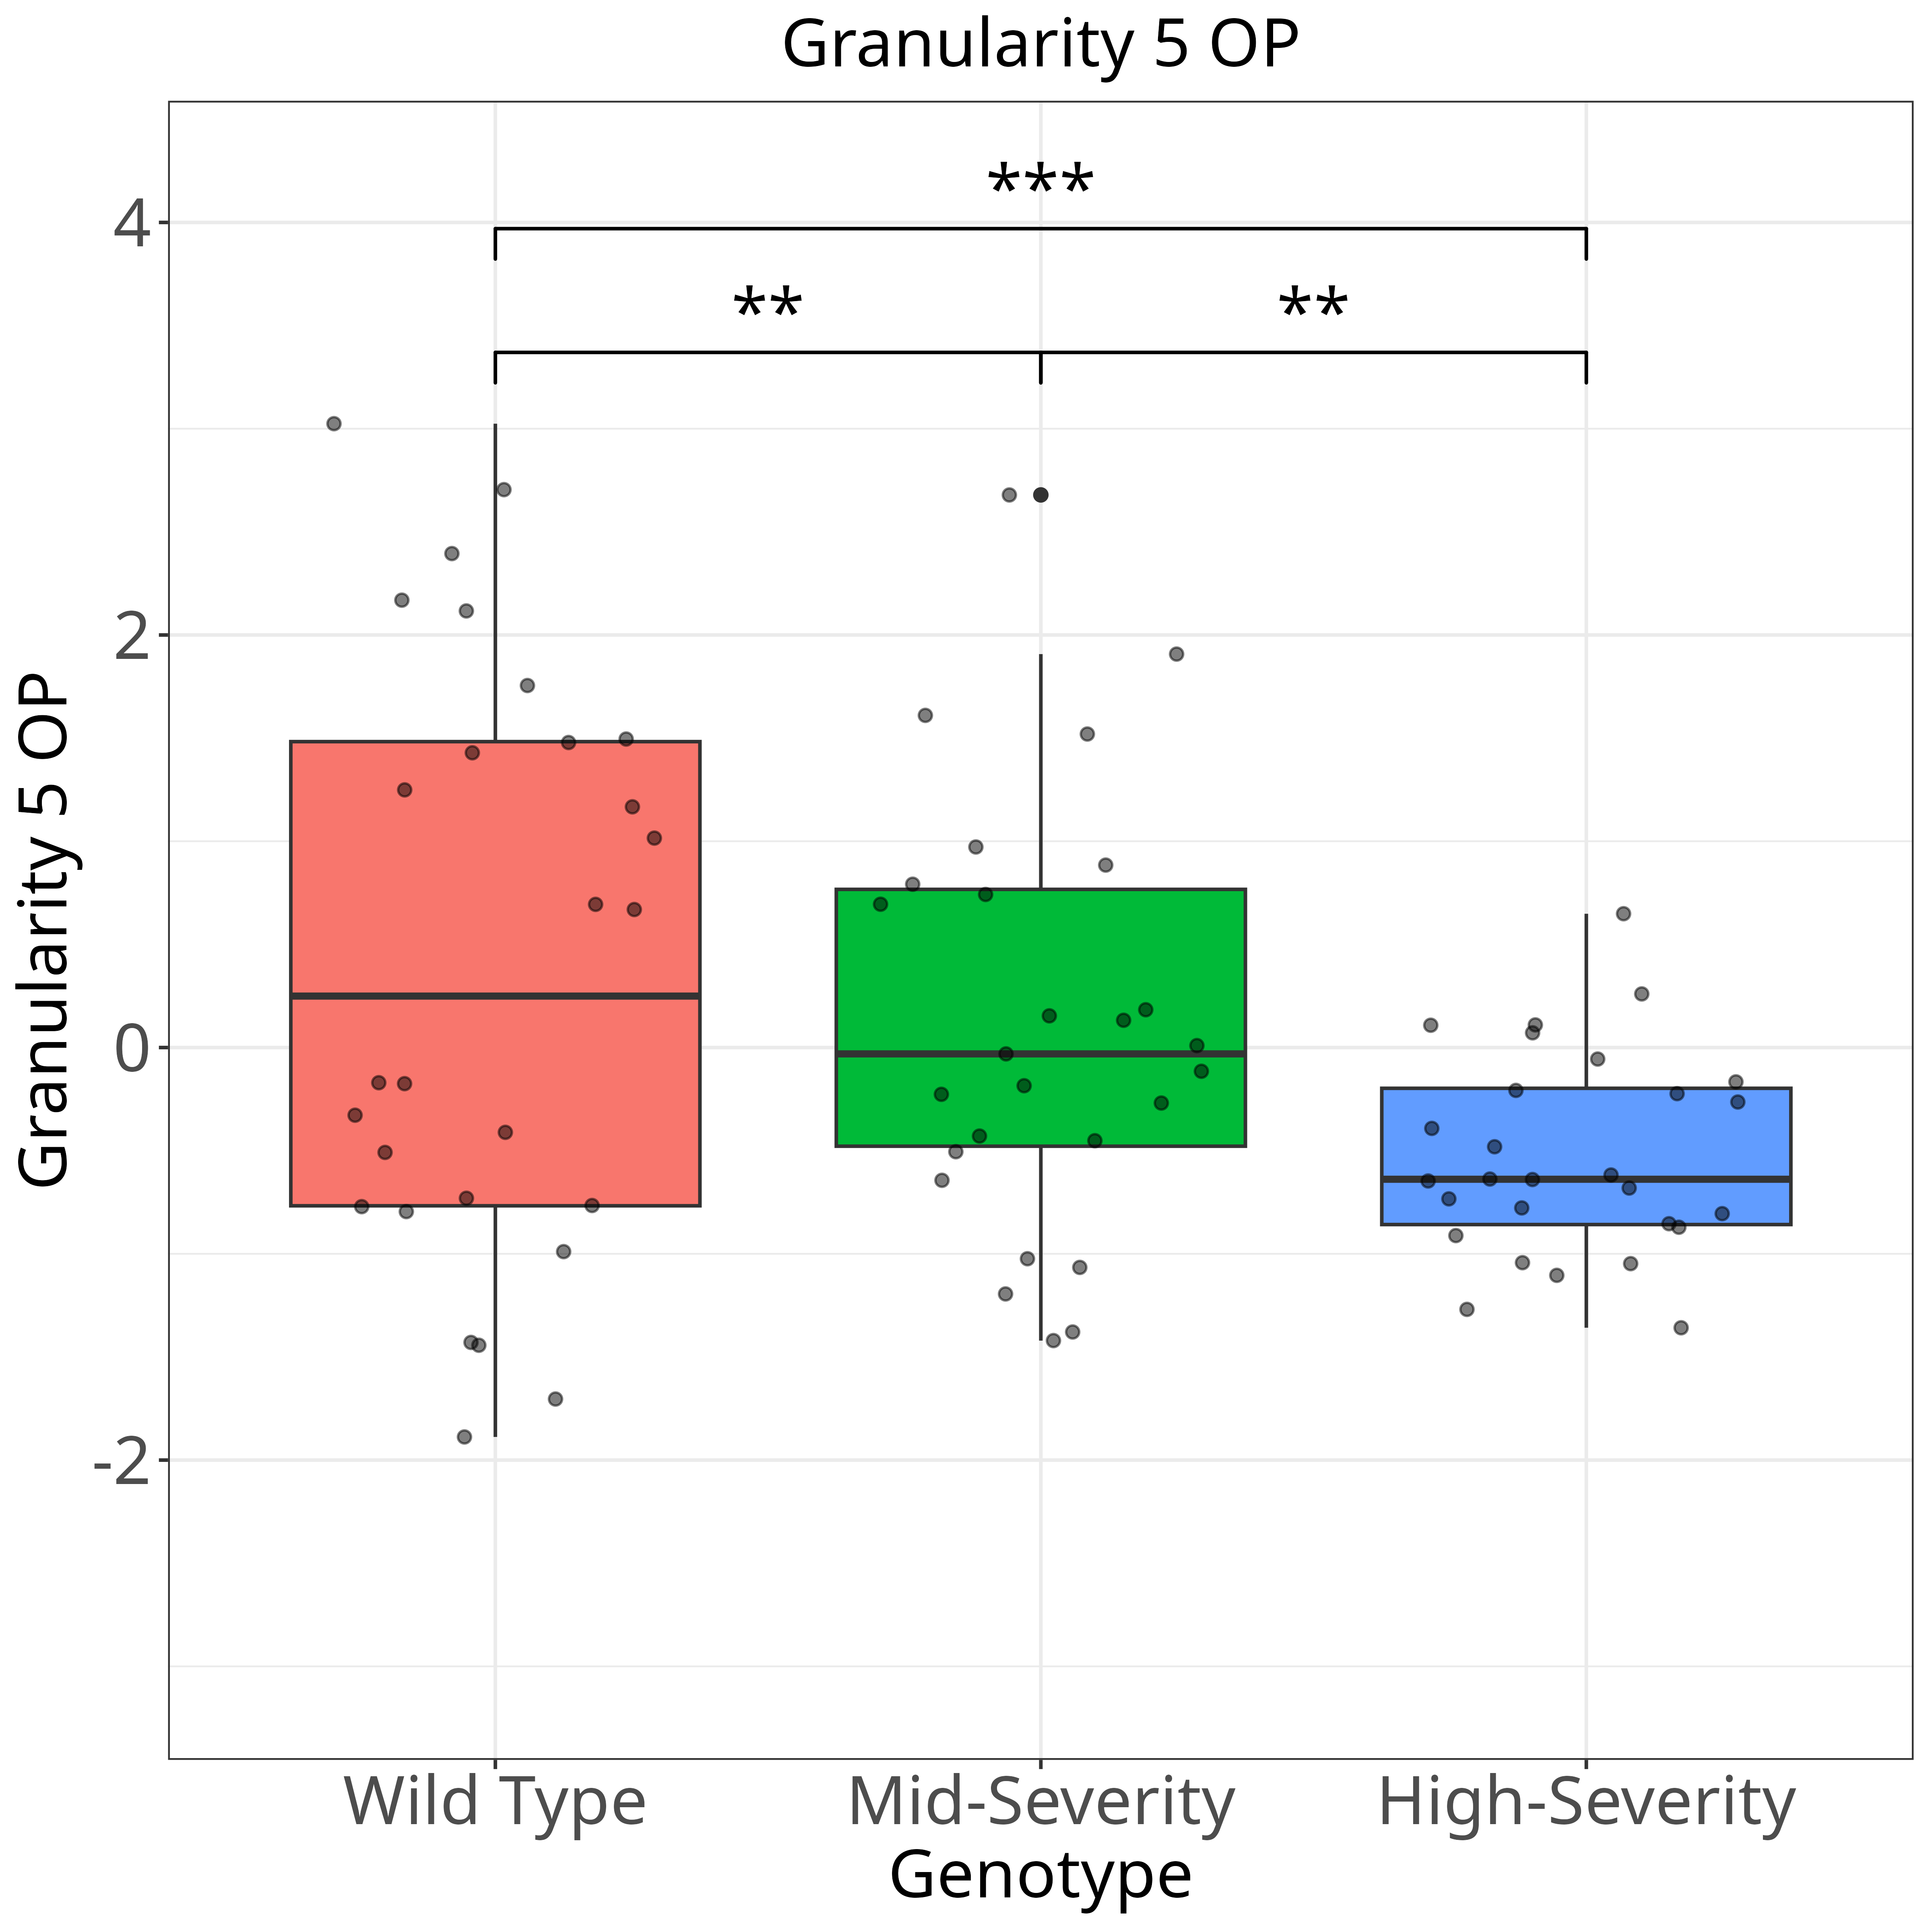 Granularity 5 OP
***
** **
4
2
0
-2
Granularity 5 OP
Wild Type Mid-Severity High-Severity
Genotype